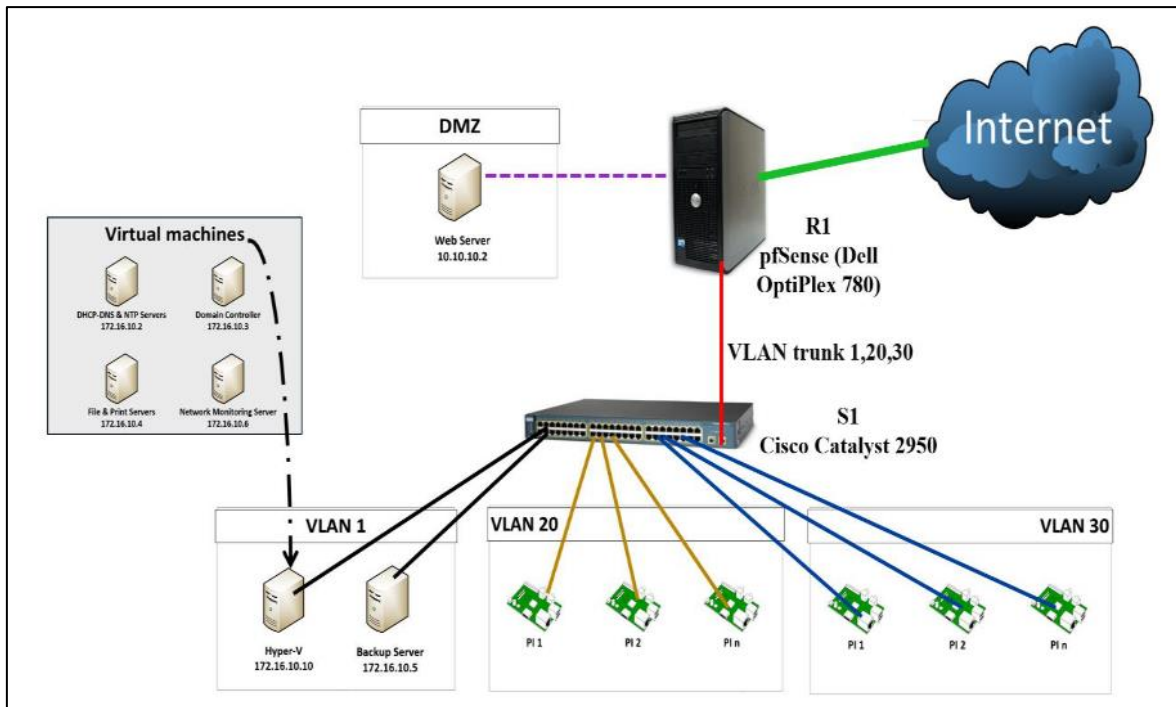 DMZ
Web Server
10.10.10.2
Internet
R1
pfSense (Dell
OptiPlex 780)
Virtual machines
DHCP-DNS & NTP Servers
172.16.10.2
Domain Controller
172.16.10.3
File & Print Servers
172.16.10.4
Network Monitoring Server
172.16.10.6
VLAN trunk 1,20,30
S1
Cisco Catalyst 2950
VLAN 1
Hyper-V
172.16.10.10
Backup Server
172.16.10.5
VLAN 20
PI 1
PI 2
PI n
VLAN 30
PI 1
PI 2
PI n